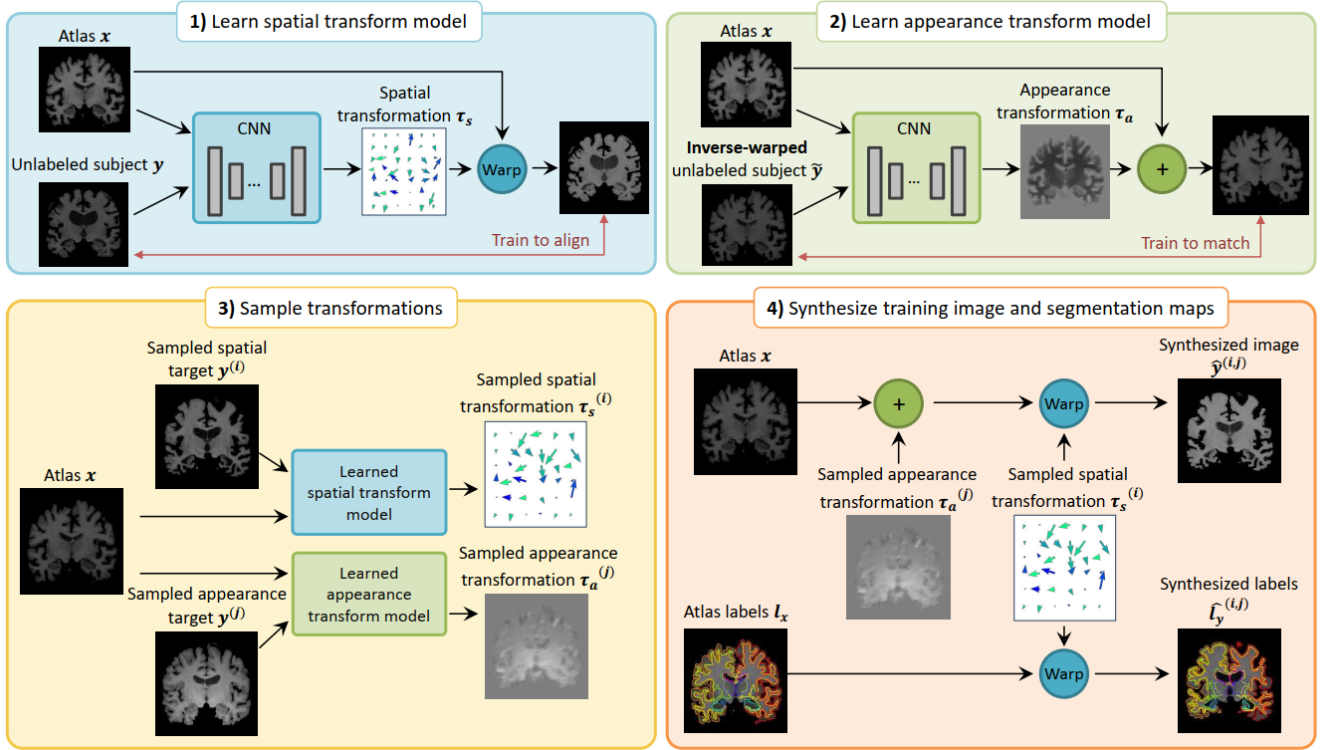 1) Learn spatial transform model
Atlas x
CNN
Spatial
transformation τₛ
Unlabeled subject y
...
Warp
Train to align
2) Learn appearance transform model
Atlas x
CNN
Appearance
transformation τₐ
Inverse-warped
unlabeled subject ỹ
...
+
Train to match
3) Sample transformations
Sampled spatial
target y⁽ⁱ⁾
Sampled spatial
transformation τₛ⁽ⁱ⁾
Atlas x
Learned
spatial transform
model
Sampled appearance
target y⁽ʲ⁾
Learned
appearance
transform model
Sampled appearance
transformation τₐ⁽ʲ⁾
4) Synthesize training image and segmentation maps
Atlas x
+
Warp
Synthesized image
ŷ⁽ⁱ,ʲ⁾
Sampled appearance
transformation τₐ⁽ʲ⁾
Sampled spatial
transformation τₛ⁽ⁱ⁾
Atlas labels lₓ
Warp
Synthesized labels
l̂ᵧ⁽ⁱ,ʲ⁾